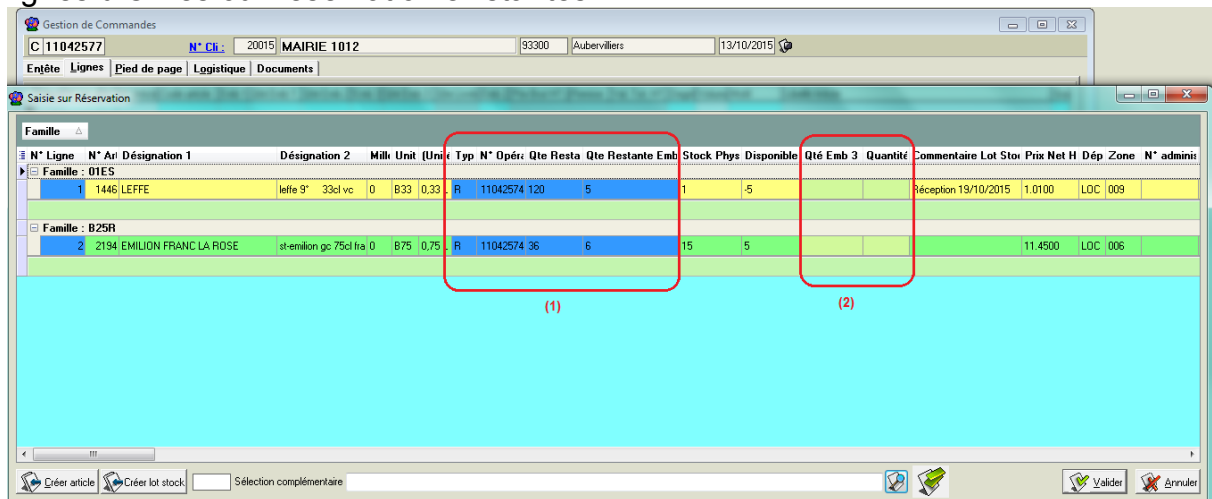 Gestion de Commandes
C 11042577 N° Cli : 20015 MAIRIE 1012 93300 Aubervilliers 13/10/2015
Entête Lignes Pied de page Logistique Documents
Saisie sur Réservation
Famille
N° Ligne N° Ar Désignation 1 Désignation 2 Mill Unit (Unit Typ N° Opéra Qte Resta Qte Restante Emb Stock Phys Disponible Qté Emb 3 Quantité Commentaire Lot Stoc Prix Net H Dép Zone N° adminis
Famille : 01ES
1 1446 LEFFE leffe 9° 33cl vc 0 B33 0,33 L R 11042574 120 5 1 -5 Réception 19/10/2015 1.0100 LOC 009
Famille : B25R
2 2194 EMILION FRANC LA ROSE st-emilion gc 75cl fra 0 B75 0,75 L R 11042574 36 6 15 5 11.4500 LOC 006
(1) (2)
Créer article Créer lot stock Sélection complémentaire Valider Annuler